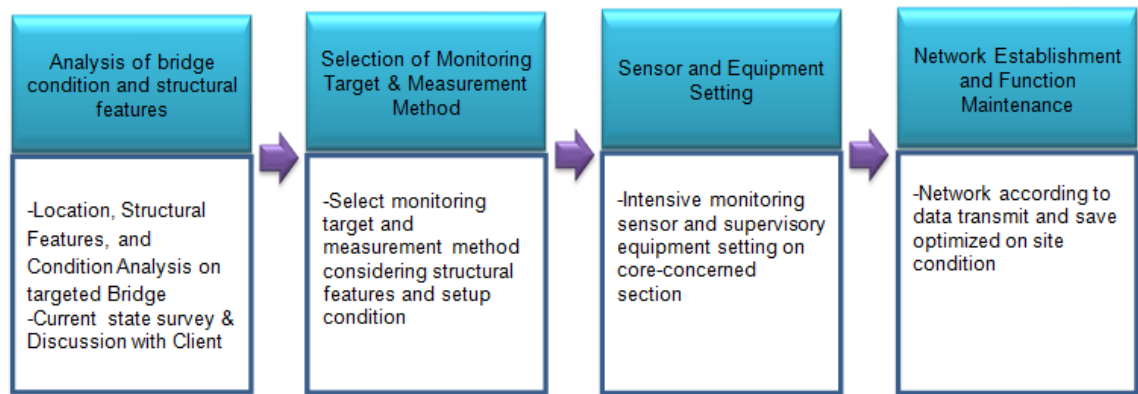 Analysis of bridge
condition and structural
features
-Location, Structural
Features, and
Condition Analysis on
targeted Bridge
-Current state survey &
Discussion with Client
Selection of Monitoring
Target & Measurement
Method
-Select monitoring
target and
measurement method
considering structural
features and setup
condition
Sensor and Equipment
Setting
-Intensive monitoring
sensor and supervisory
equipment setting on
core-concerned
section
Network Establishment
and Function
Maintenance
-Network according to
data transmit and save
optimized on site
condition